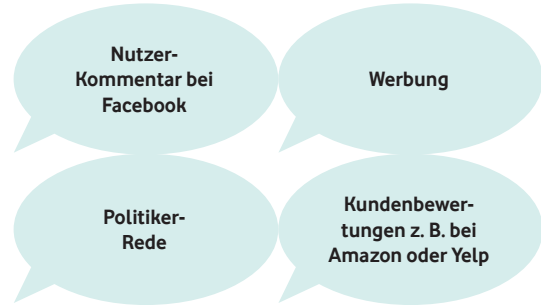 Nutzer-
Kommentar bei
Facebook
Werbung
Politiker-
Rede
Kundenbewer-
tungen z. B. bei
Amazon oder Yelp